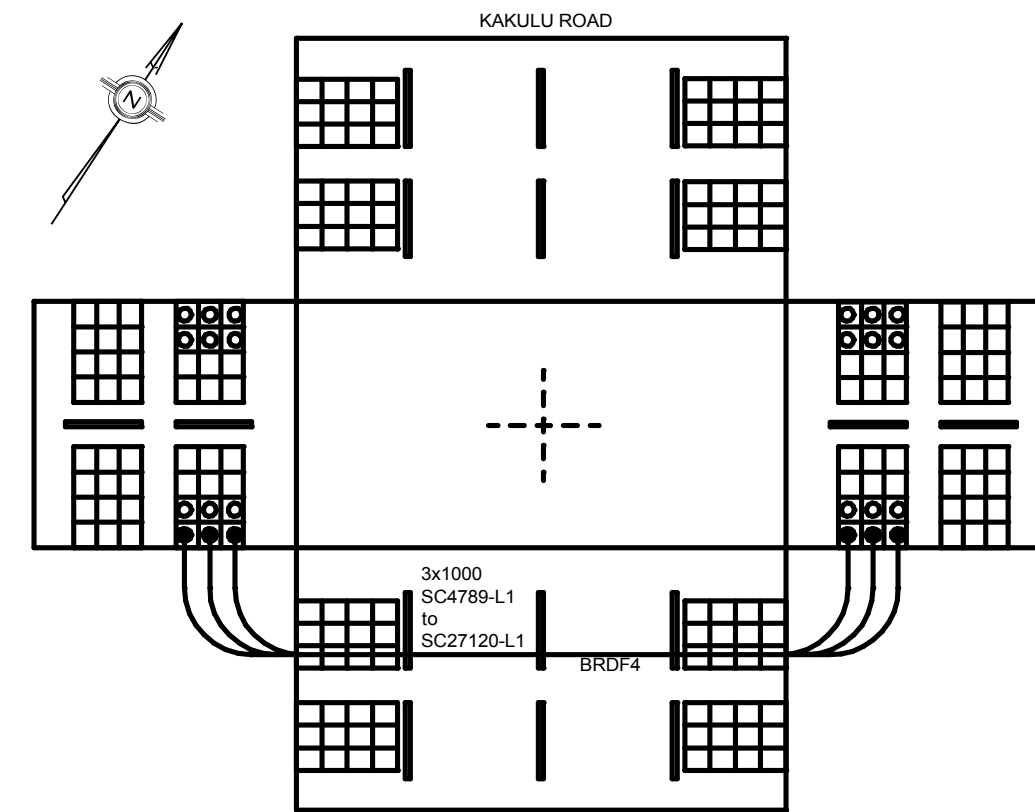 KAKULU ROAD
N
3x1000
SC4789-L1
to
SC27120-L1
BRDF4